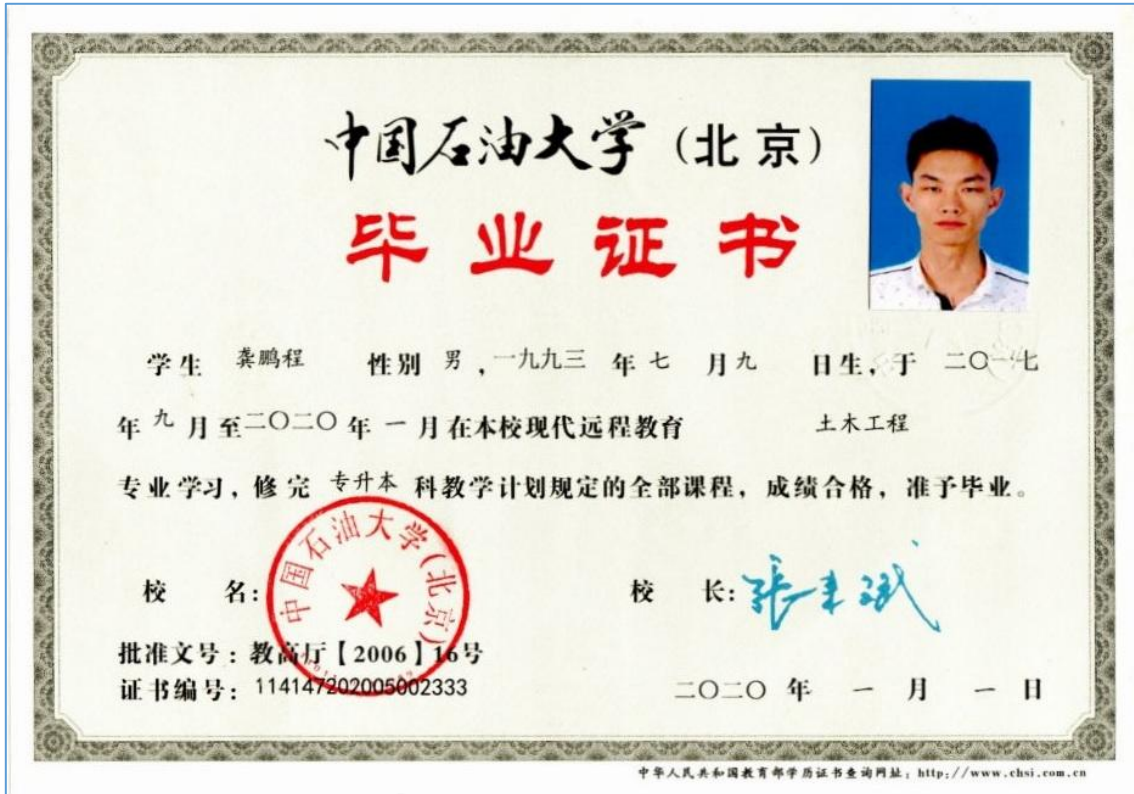 中国石油大学（北京）
毕业证书
学生 龚鹏程 性别 男，一九九三 年 七 月 九 日生，于 二〇一七
年 九 月至二〇二〇 年 一 月在本校现代远程教育 土木工程
专业学习，修完 专升本 科教学计划规定的全部课程，成绩合格，准予毕业。
中国石油大学（北京）
校 名： 校 长：張来斌
批准文号：教高厅【2006】16号
证书编号：114147202005002333 二〇二〇 年 一 月 一 日
中华人民共和国教育部学历证书查询网址：http://www.chsi.com.cn